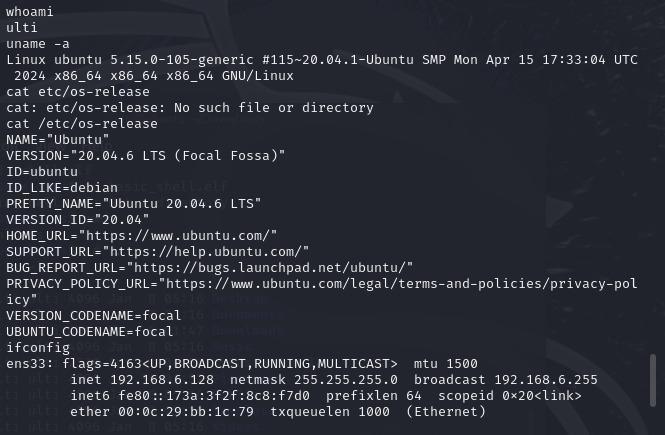 whoami
ulti
uname -a
Linux ubuntu 5.15.0-105-generic #115~20.04.1-Ubuntu SMP Mon Apr 15 17:33:04 UTC
2024 x86_64 x86_64 x86_64 GNU/Linux
cat etc/os-release
cat: etc/os-release: No such file or directory
cat /etc/os-release
NAME="Ubuntu"
VERSION="20.04.6 LTS (Focal Fossa)"
ID=ubuntu
ID_LIKE=debian
PRETTY_NAME="Ubuntu 20.04.6 LTS"
VERSION_ID="20.04"
HOME_URL="https://www.ubuntu.com/"
SUPPORT_URL="https://help.ubuntu.com/"
BUG_REPORT_URL="https://bugs.launchpad.net/ubuntu/"
PRIVACY_POLICY_URL="https://www.ubuntu.com/legal/terms-and-policies/privacy-pol
icy"
VERSION_CODENAME=focal
UBUNTU_CODENAME=focal
ifconfig
ens33: flags=4163<UP,BROADCAST,RUNNING,MULTICAST>  mtu 1500
        inet 192.168.6.128  netmask 255.255.255.0  broadcast 192.168.6.255
        inet6 fe80::173a:3f2f:8c8:f7d0  prefixlen 64  scopeid 0×20<link>
        ether 00:0c:29:bb:1c:79  txqueuelen 1000  (Ethernet)